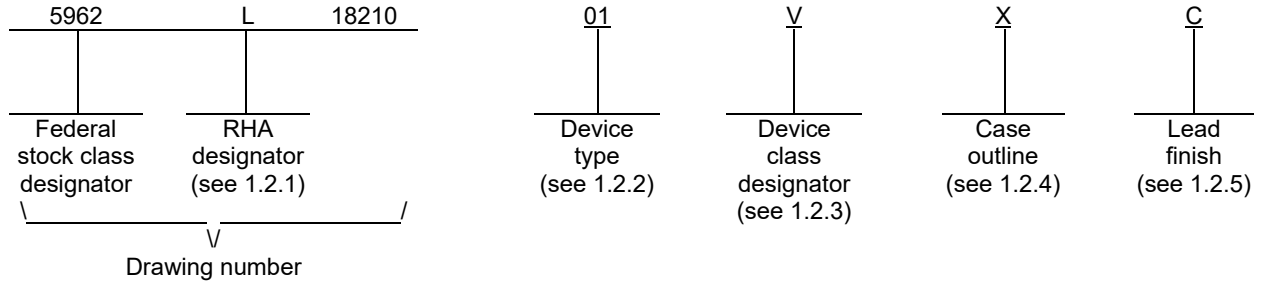 5962 L 18210 01 V X C
Federal stock class designator
RHA designator (see 1.2.1)
Device type (see 1.2.2)
Device class designator (see 1.2.3)
Case outline (see 1.2.4)
Lead finish (see 1.2.5)
\ /
\/
Drawing number